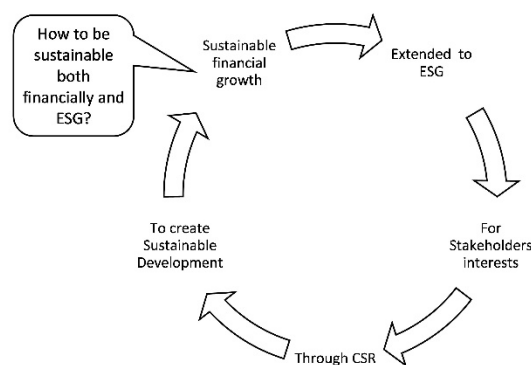 How to be
sustainable
both
financially and
ESG?
Sustainable
financial
growth
Extended to
ESG
For
Stakeholders
interests
Through CSR
To create
Sustainable
Development